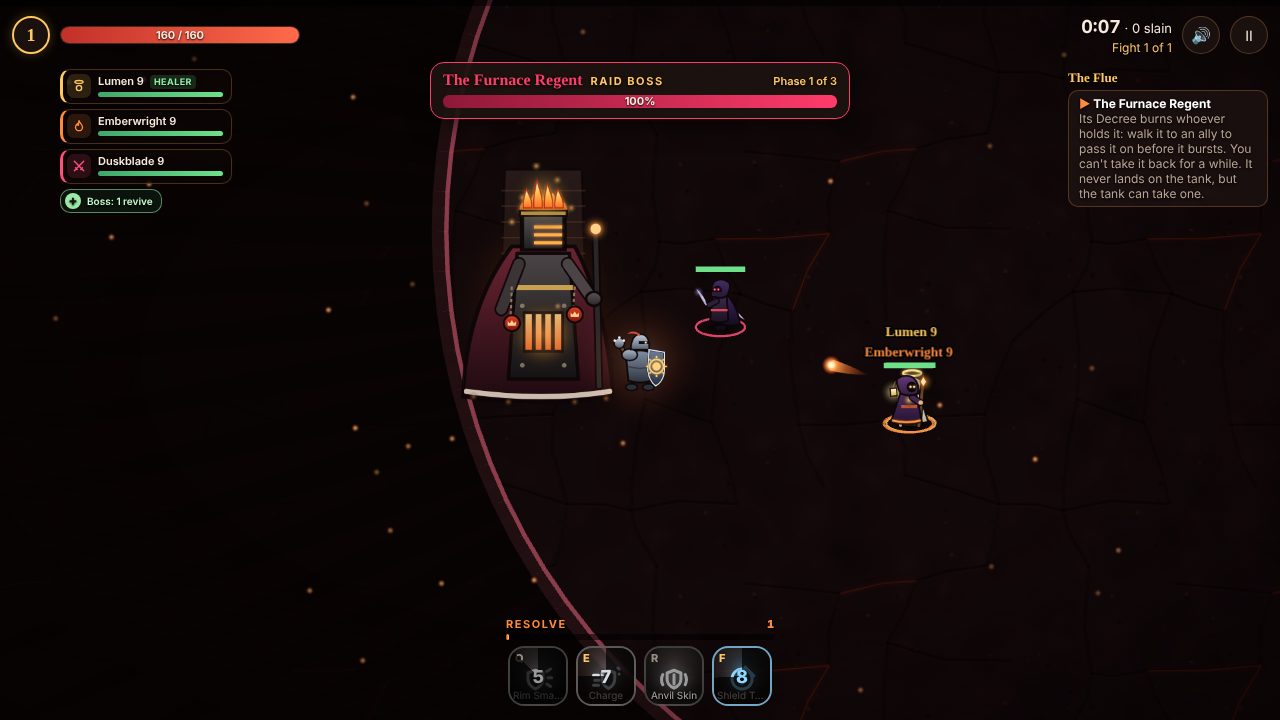 1
160 / 160
Lumen 9 HEALER
Emberwright 9
Duskblade 9
Boss: 1 revive
The Furnace Regent RAID BOSS Phase 1 of 3
100%
0:07 · 0 slain
Fight 1 of 1
The Flue
The Furnace Regent
Its Decree burns whoever
holds it: walk it to an ally to
pass it on before it bursts. You
can't take it back for a while. It
never lands on the tank, but
the tank can take one.
Lumen 9
Emberwright 9
RESOLVE 1
5 E 7 R F 8
Rim Sma... Charge Anvil Skin Shield T...